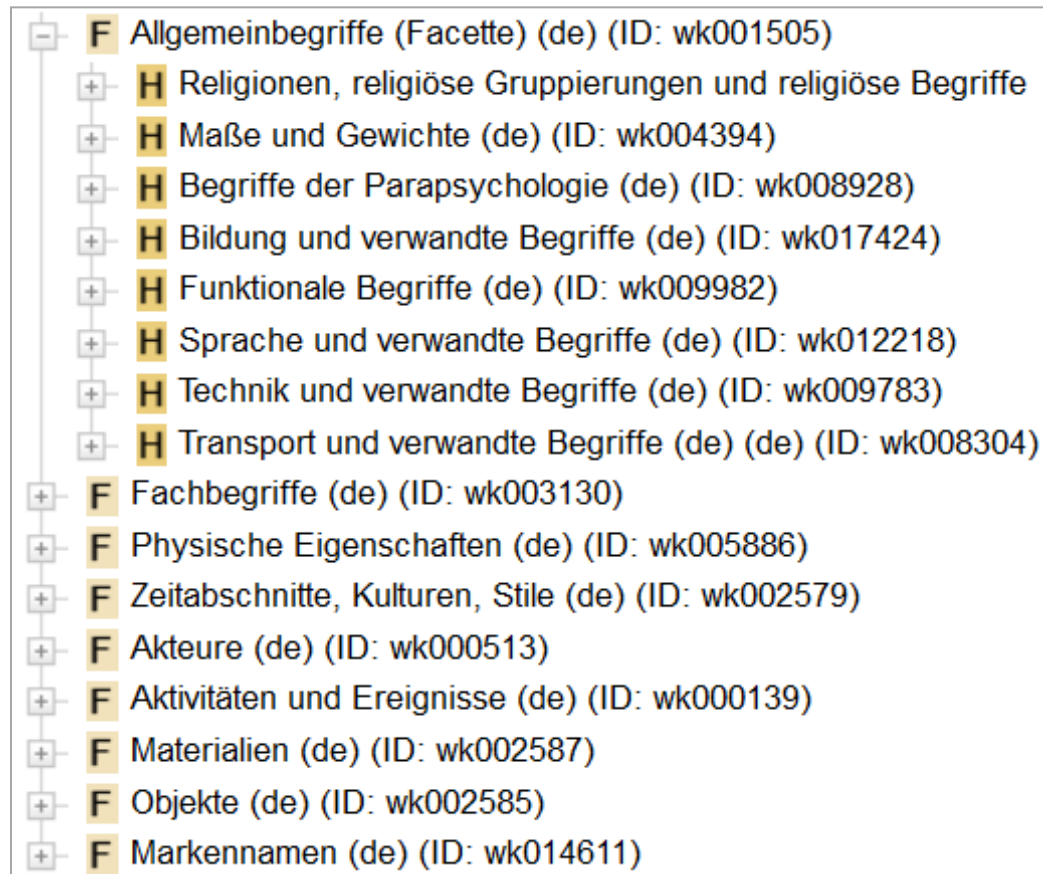 F Allgemeinbegriffe (Facette) (de) (ID: wk001505)
H Religionen, religiöse Gruppierungen und religiöse Begriffe
H Maße und Gewichte (de) (ID: wk004394)
H Begriffe der Parapsychologie (de) (ID: wk008928)
H Bildung und verwandte Begriffe (de) (ID: wk017424)
H Funktionale Begriffe (de) (ID: wk009982)
H Sprache und verwandte Begriffe (de) (ID: wk012218)
H Technik und verwandte Begriffe (de) (ID: wk009783)
H Transport und verwandte Begriffe (de) (de) (ID: wk008304)
F Fachbegriffe (de) (ID: wk003130)
F Physische Eigenschaften (de) (ID: wk005886)
F Zeitabschnitte, Kulturen, Stile (de) (ID: wk002579)
F Akteure (de) (ID: wk000513)
F Aktivitäten und Ereignisse (de) (ID: wk000139)
F Materialien (de) (ID: wk002587)
F Objekte (de) (ID: wk002585)
F Markennamen (de) (ID: wk014611)